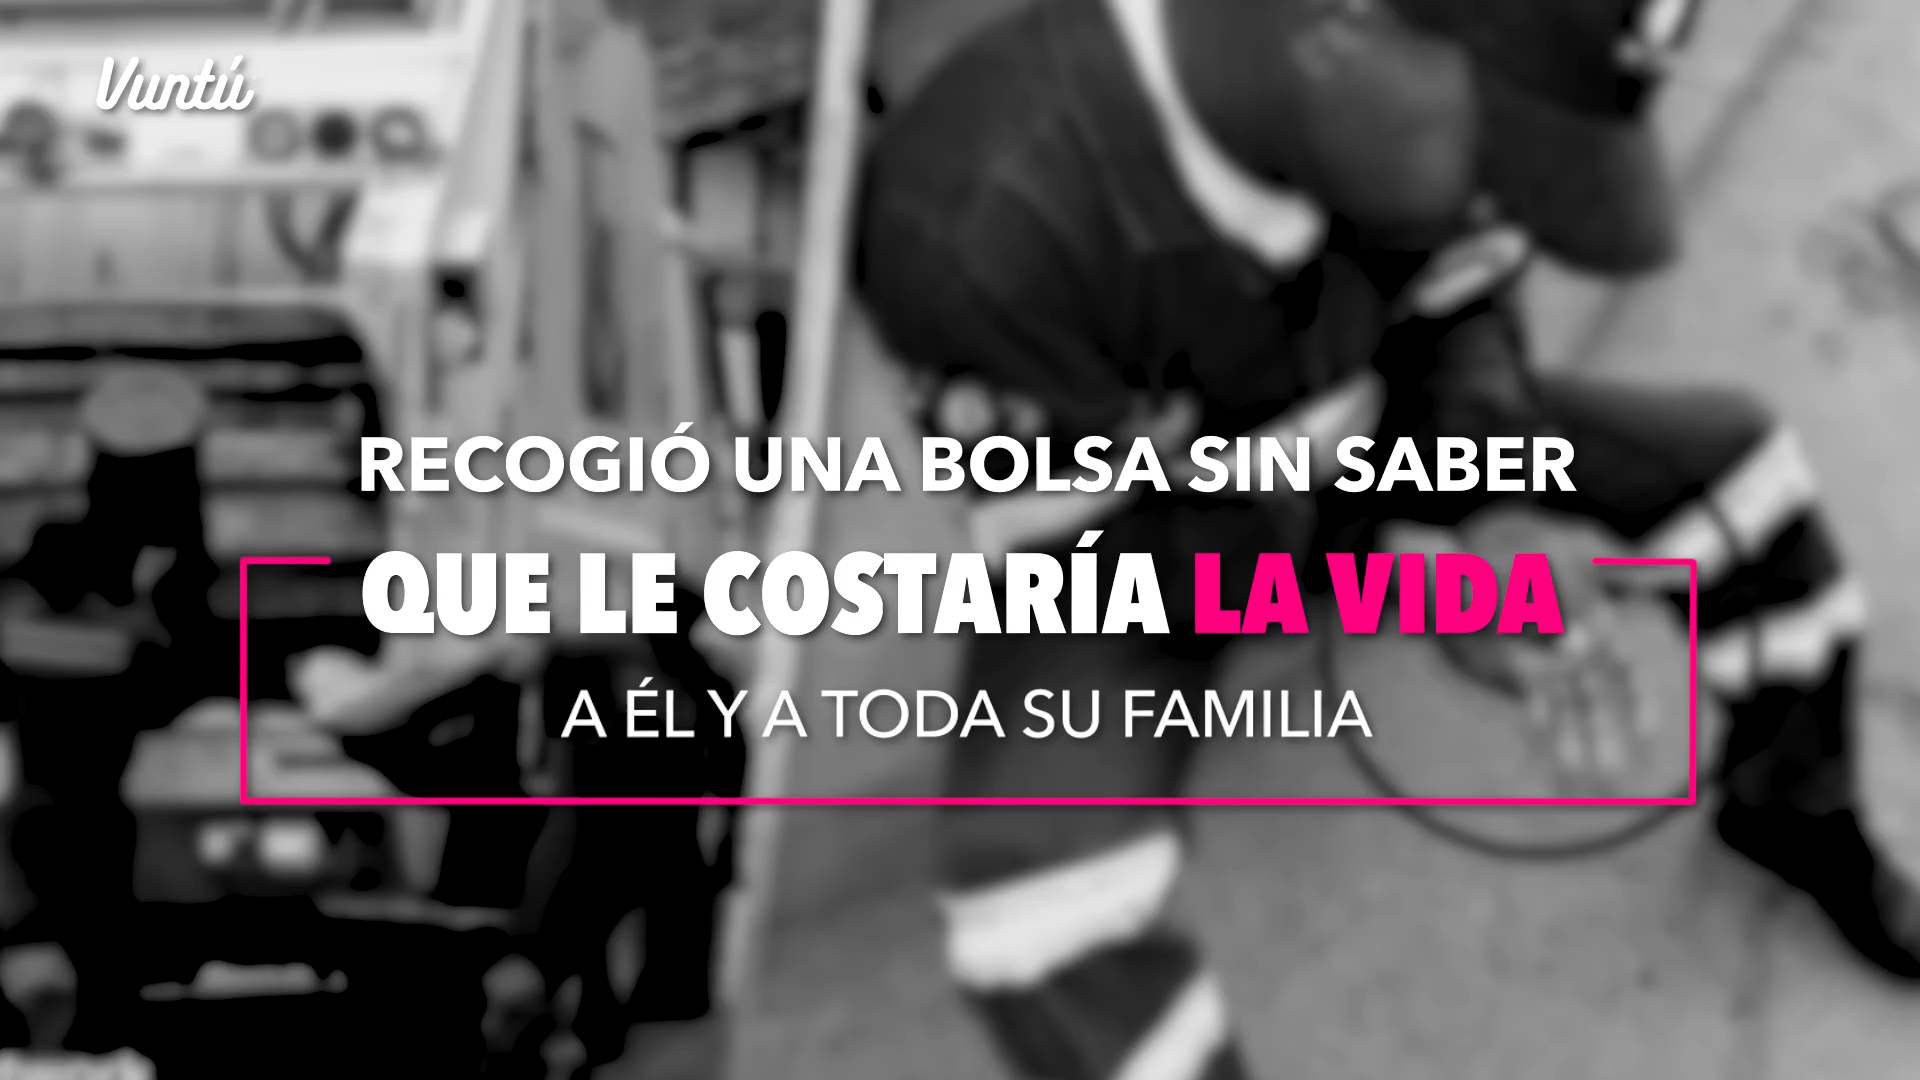 Vuntú
RECOGIÓ UNA BOLSA SIN SABER
QUE LE COSTARÍA LA VIDA
A ÉL Y A TODA SU FAMILIA